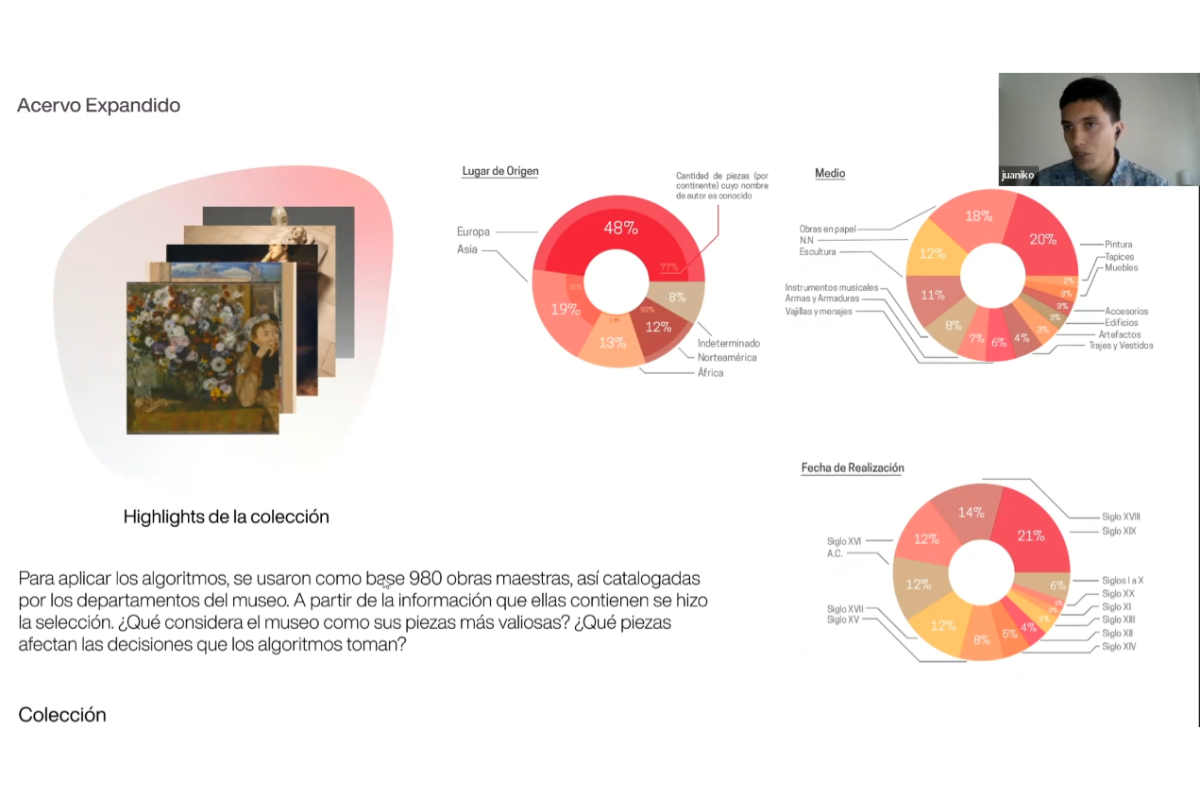 Acervo Expandido
juaniko
Highlights de la colección
Para aplicar los algoritmos, se usaron como base 980 obras maestras, así catalogadas
por los departamentos del museo. A partir de la información que ellas contienen se hizo
la selección. ¿Qué considera el museo como sus piezas más valiosas? ¿Qué piezas
afectan las decisiones que los algoritmos toman?
Colección
Lugar de Origen
Cantidad de piezas (por
continente) cuyo nombre
de autor es conocido
Europa
Asia
48%
77%
19%
13%
12%
8%
Indeterminado
Norteamérica
África
Medio
Obras en papel
N.N
Escultura
Instrumentos musicales
Armas y Armaduras
Vajillas y menajes
18%
20%
12%
11%
8%
7%
6%
4%
3%
3%
3%
Pintura
Tapices
Muebles
Accesorios
Edificios
Artefactos
Trajes y Vestidos
Fecha de Realización
Siglo XVI
A.C.
Siglo XVII
Siglo XV
14%
21%
12%
12%
12%
8%
4%
6%
Siglo XVIII
Siglo XIX
Siglos I a X
Siglo XX
Siglo XI
Siglo XIII
Siglo XII
Siglo XIV